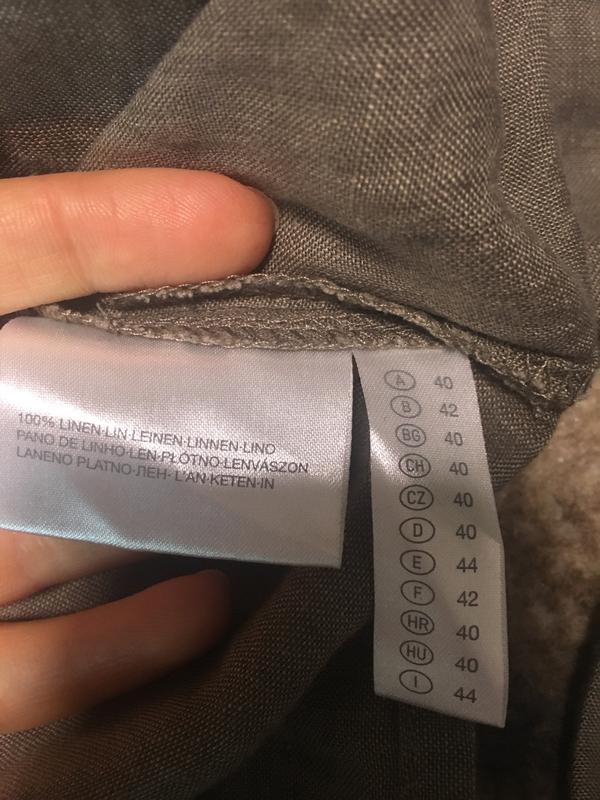 100% LINEN·LIN·LEINEN·LINNEN·LINO
PANO DE LINHO·LEN·PŁÓTNO·LENVÁSZON
LANENO PLATNO·ЛЕН· ĽAN·KETEN·IN
A 40
B 42
BG 40
CH 40
CZ 40
D 40
E 44
F 42
HR 40
HU 40
I 44